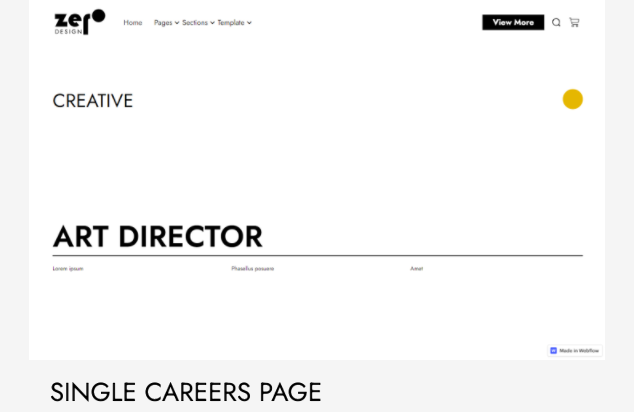 zero
DESIGN
Home Pages Sections Template View More
CREATIVE
ART DIRECTOR
Lorem ipsum Phasellus posuere Amet
Made in Webflow
SINGLE CAREERS PAGE